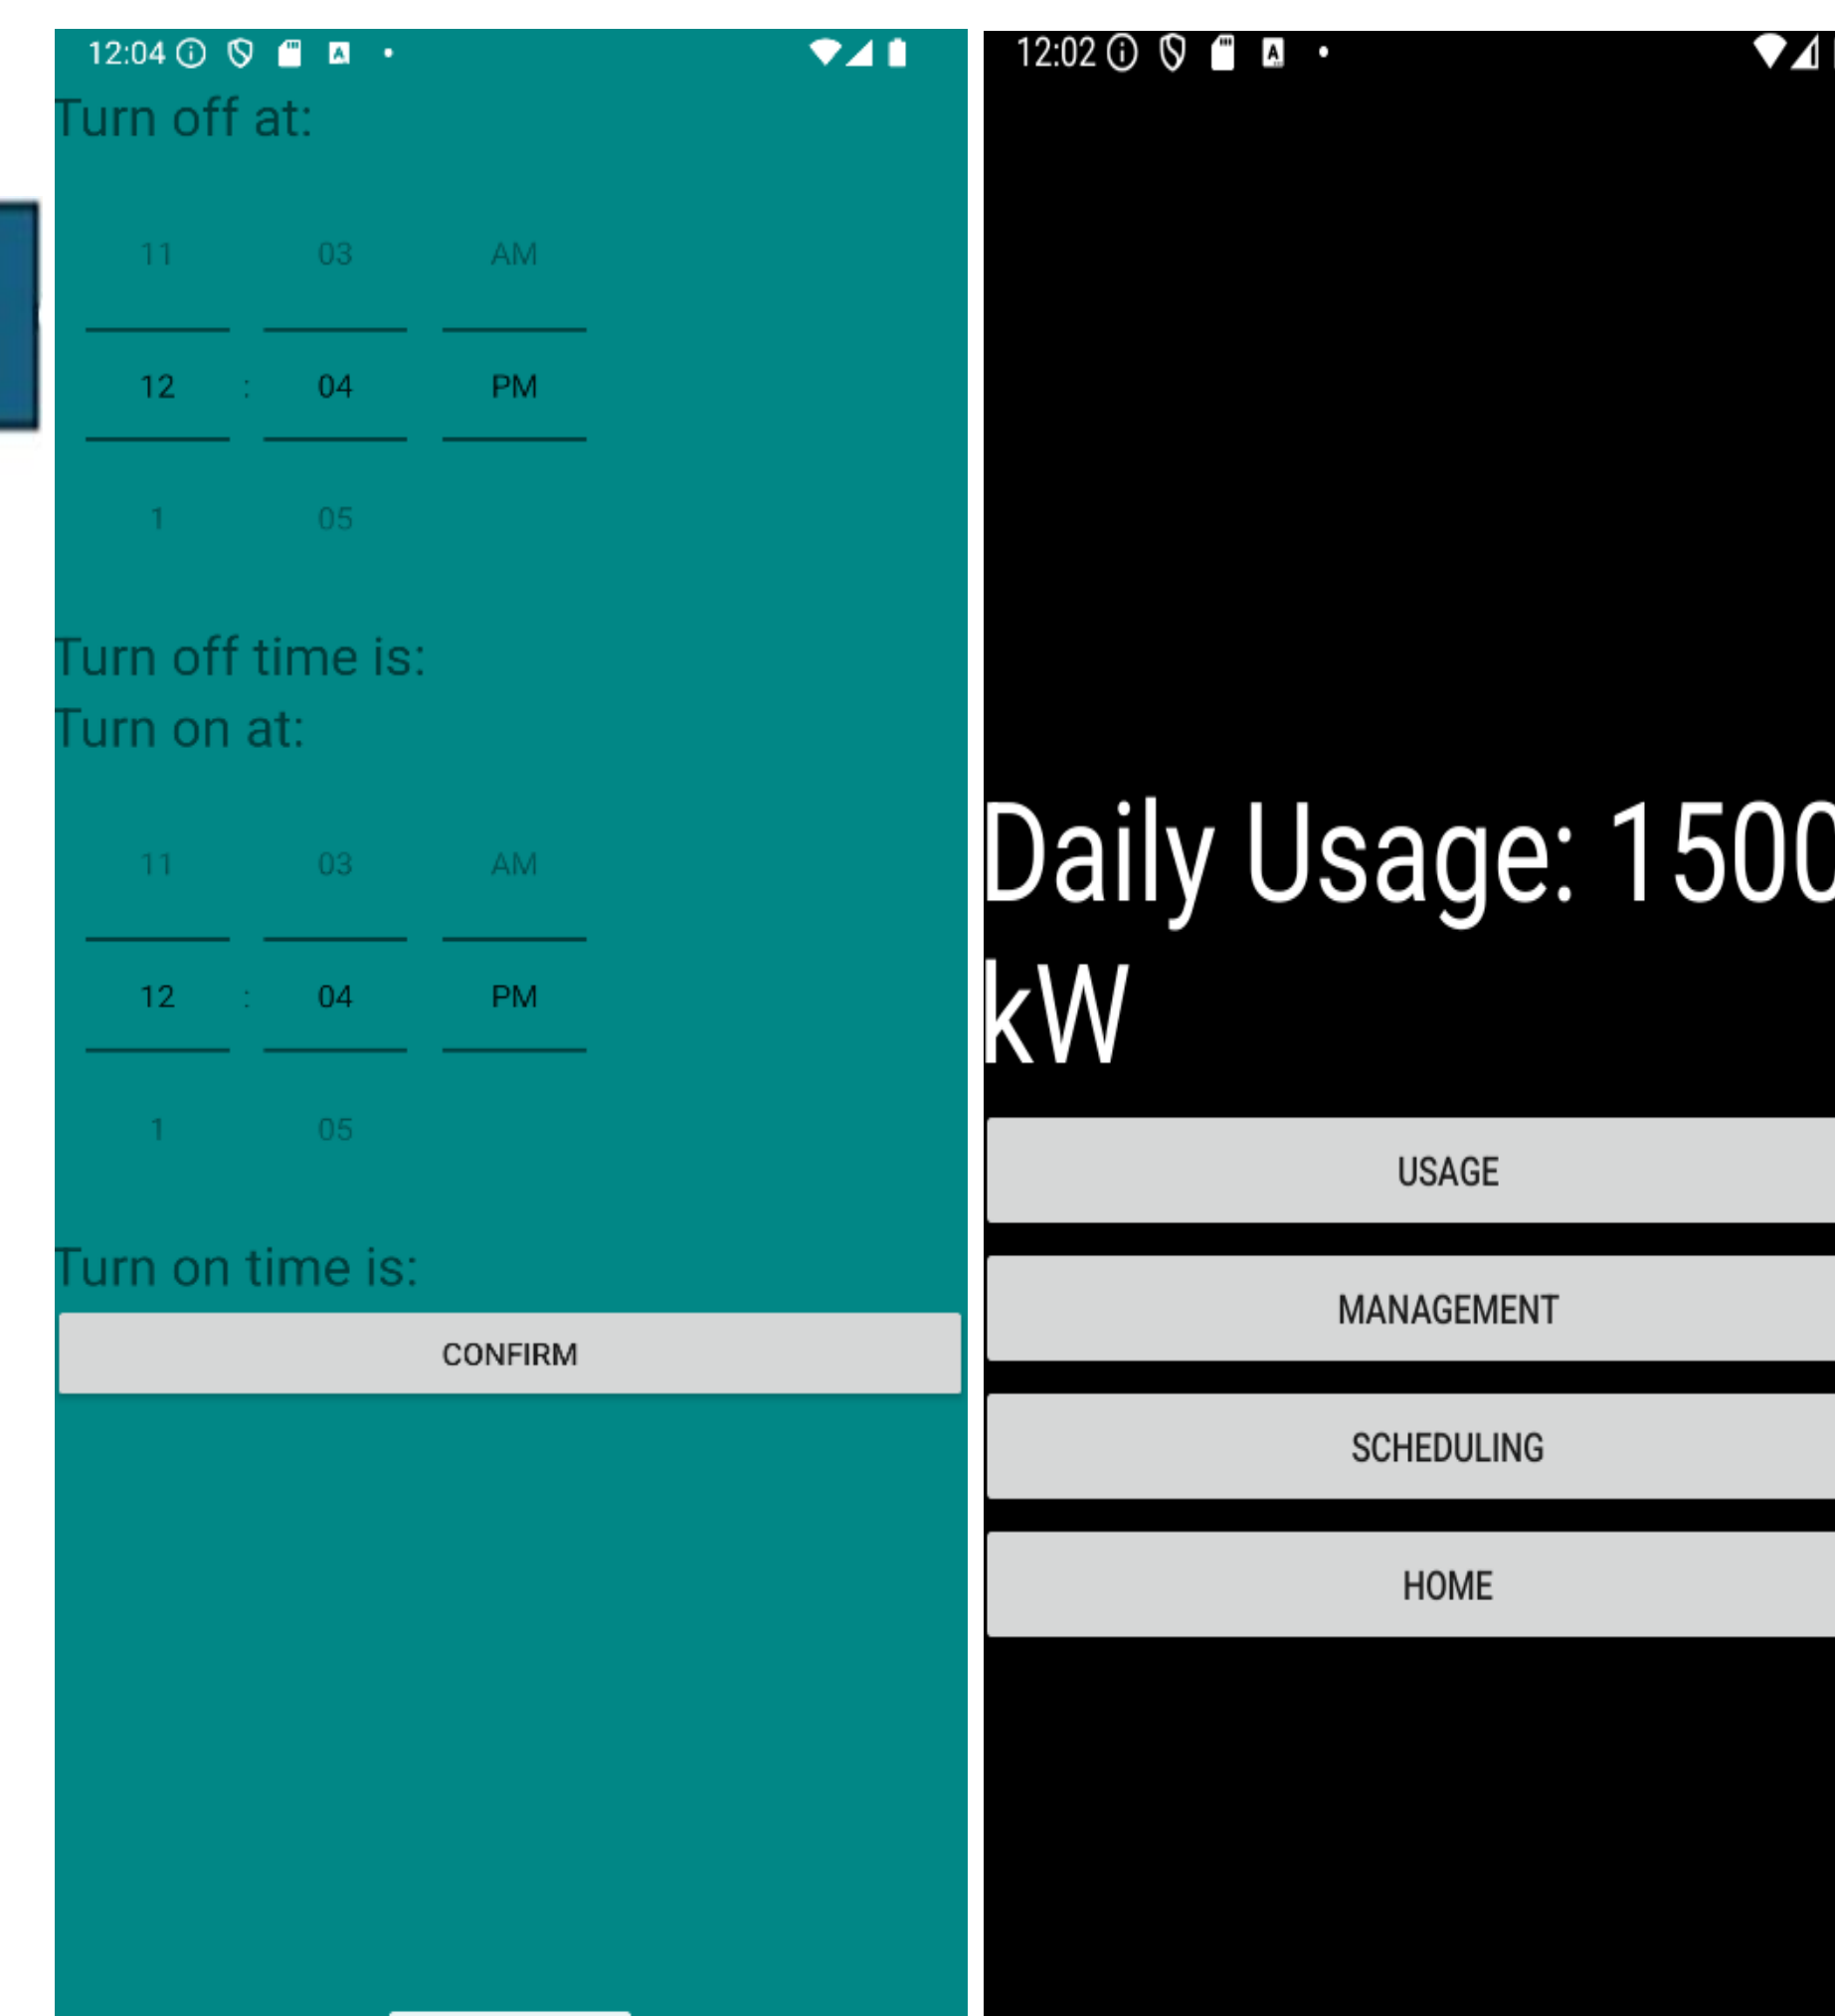 12:04
Turn off at:
11 03 AM
12 : 04 PM
1 05
Turn off time is:
Turn on at:
11 03 AM
12 : 04 PM
1 05
Turn on time is:
CONFIRM
12:02
Daily Usage: 1500
kW
USAGE
MANAGEMENT
SCHEDULING
HOME